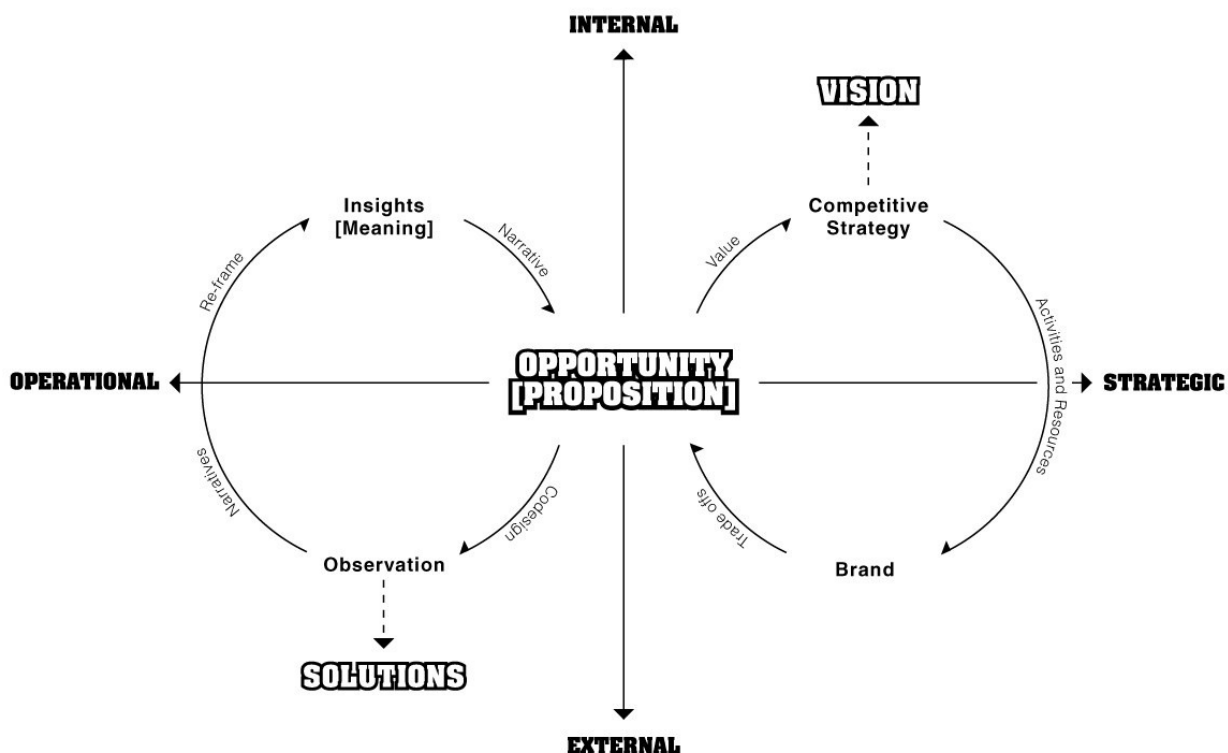 INTERNAL
VISION
Insights
[Meaning]
Competitive
Strategy
Narrative
Value
Re-frame
Activities and Resources
OPPORTUNITY
[PROPOSITION]
OPERATIONAL
STRATEGIC
Narratives
Codesign
Trade offs
Observation
Brand
SOLUTIONS
EXTERNAL